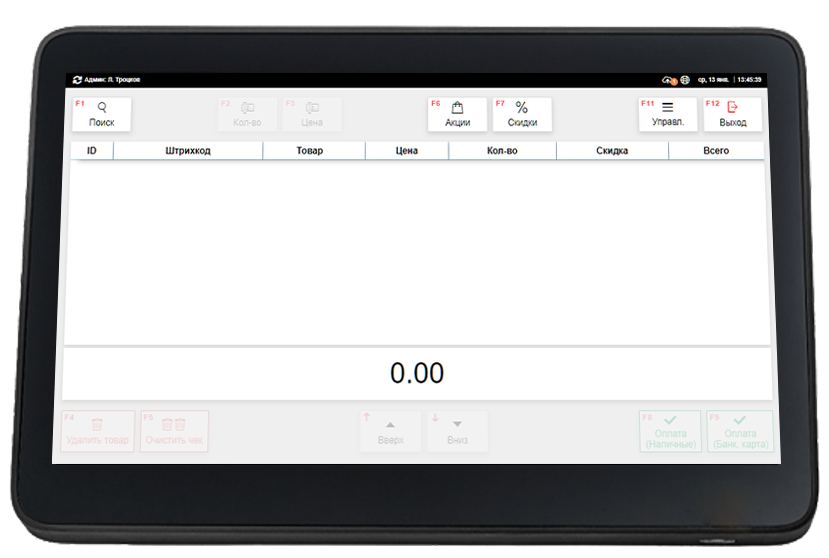 Админ: Л. Троцков
ср, 13 янв. | 13:45:39
F1
Поиск
F2
Кол-во
F3
Цена
F6
Акции
F7
Скидки
F11
Управл.
F12
Выход
ID Штрихкод Товар Цена Кол-во Скидка Всего
0.00
F4
Удалить товар
F5
Очистить чек
Вверх
Вниз
F8
Оплата
(Наличные)
Оплата
(Банк. карта)